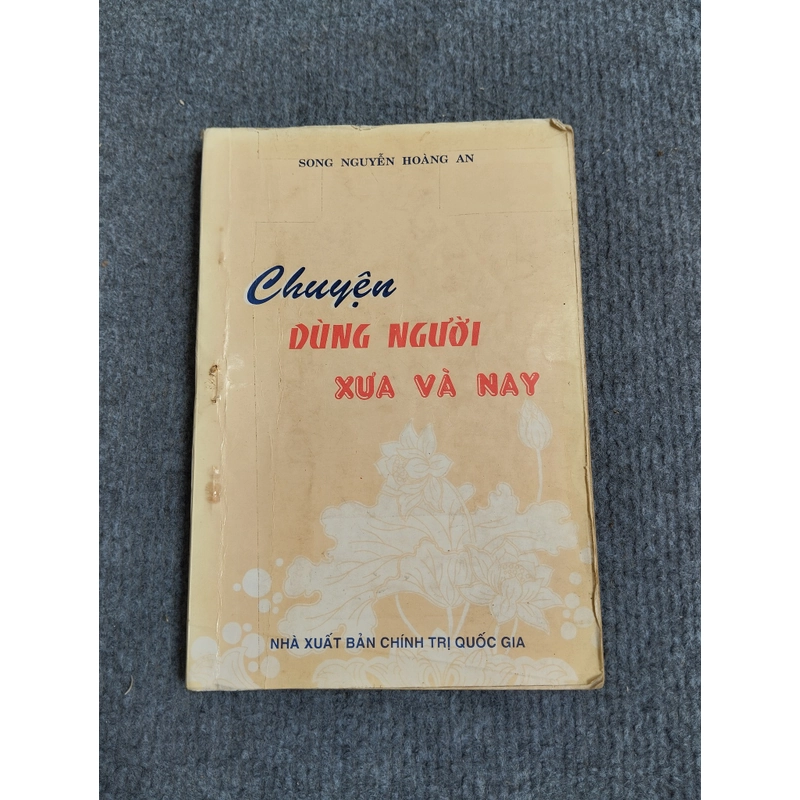 SONG NGUYỄN HOÀNG AN
Chuyện
DÙNG NGƯỜI
XƯA VÀ NAY
NHÀ XUẤT BẢN CHÍNH TRỊ QUỐC GIA